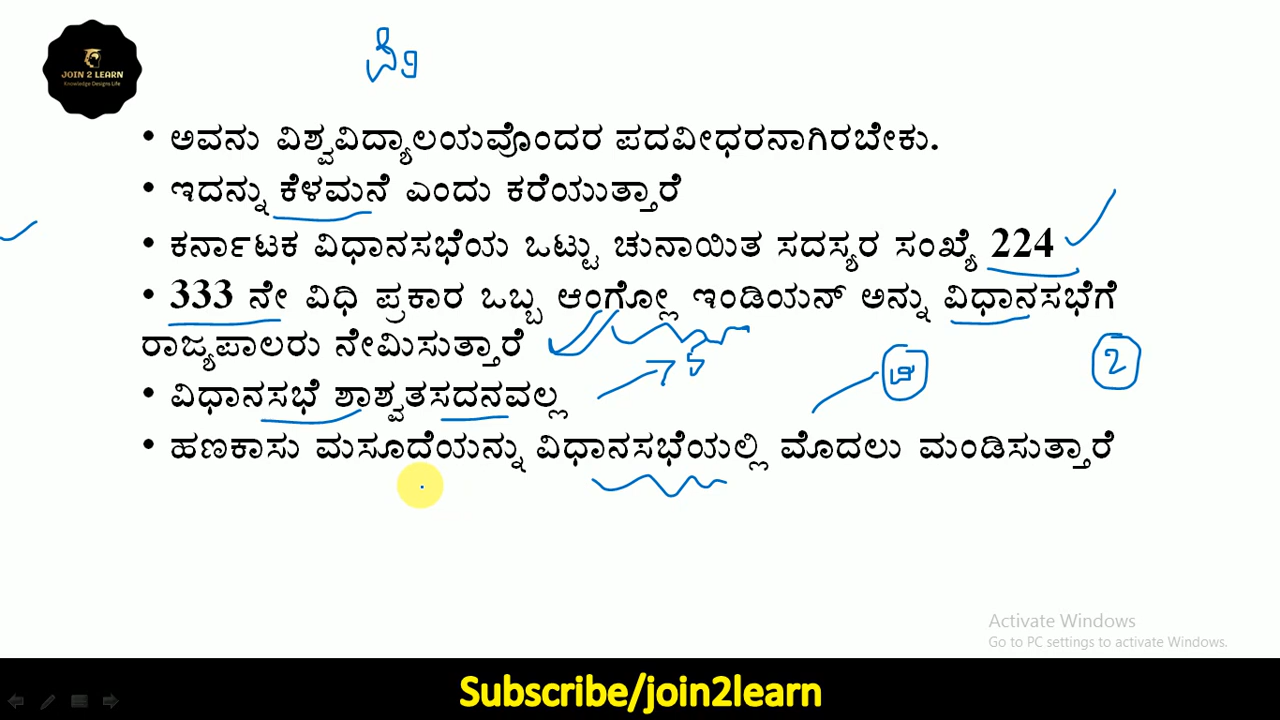 JOIN 2 LEARN
Knowledge Designs Life
• ಅವನು ವಿಶ್ವವಿದ್ಯಾಲಯವೊಂದರ ಪದವೀಧರನಾಗಿರಬೇಕು.
• ಇದನ್ನು ಕೆಳಮನೆ ಎಂದು ಕರೆಯುತ್ತಾರೆ
• ಕರ್ನಾಟಕ ವಿಧಾನಸಭೆಯ ಒಟ್ಟು ಚುನಾಯಿತ ಸದಸ್ಯರ ಸಂಖ್ಯೆ 224
• 333 ನೇ ವಿಧಿ ಪ್ರಕಾರ ಒಬ್ಬ ಆಂಗ್ಲೋ ಇಂಡಿಯನ್ ಅನ್ನು ವಿಧಾನಸಭೆಗೆ
ರಾಜ್ಯಪಾಲರು ನೇಮಿಸುತ್ತಾರೆ
2
• ವಿಧಾನಸಭೆ ಶಾಶ್ವತಸದನವಲ್ಲ
• ಹಣಕಾಸು ಮಸೂದೆಯನ್ನು ವಿಧಾನಸಭೆಯಲ್ಲಿ ಮೊದಲು ಮಂಡಿಸುತ್ತಾರೆ
Activate Windows
Go to PC settings to activate Windows.
Subscribe/join2learn